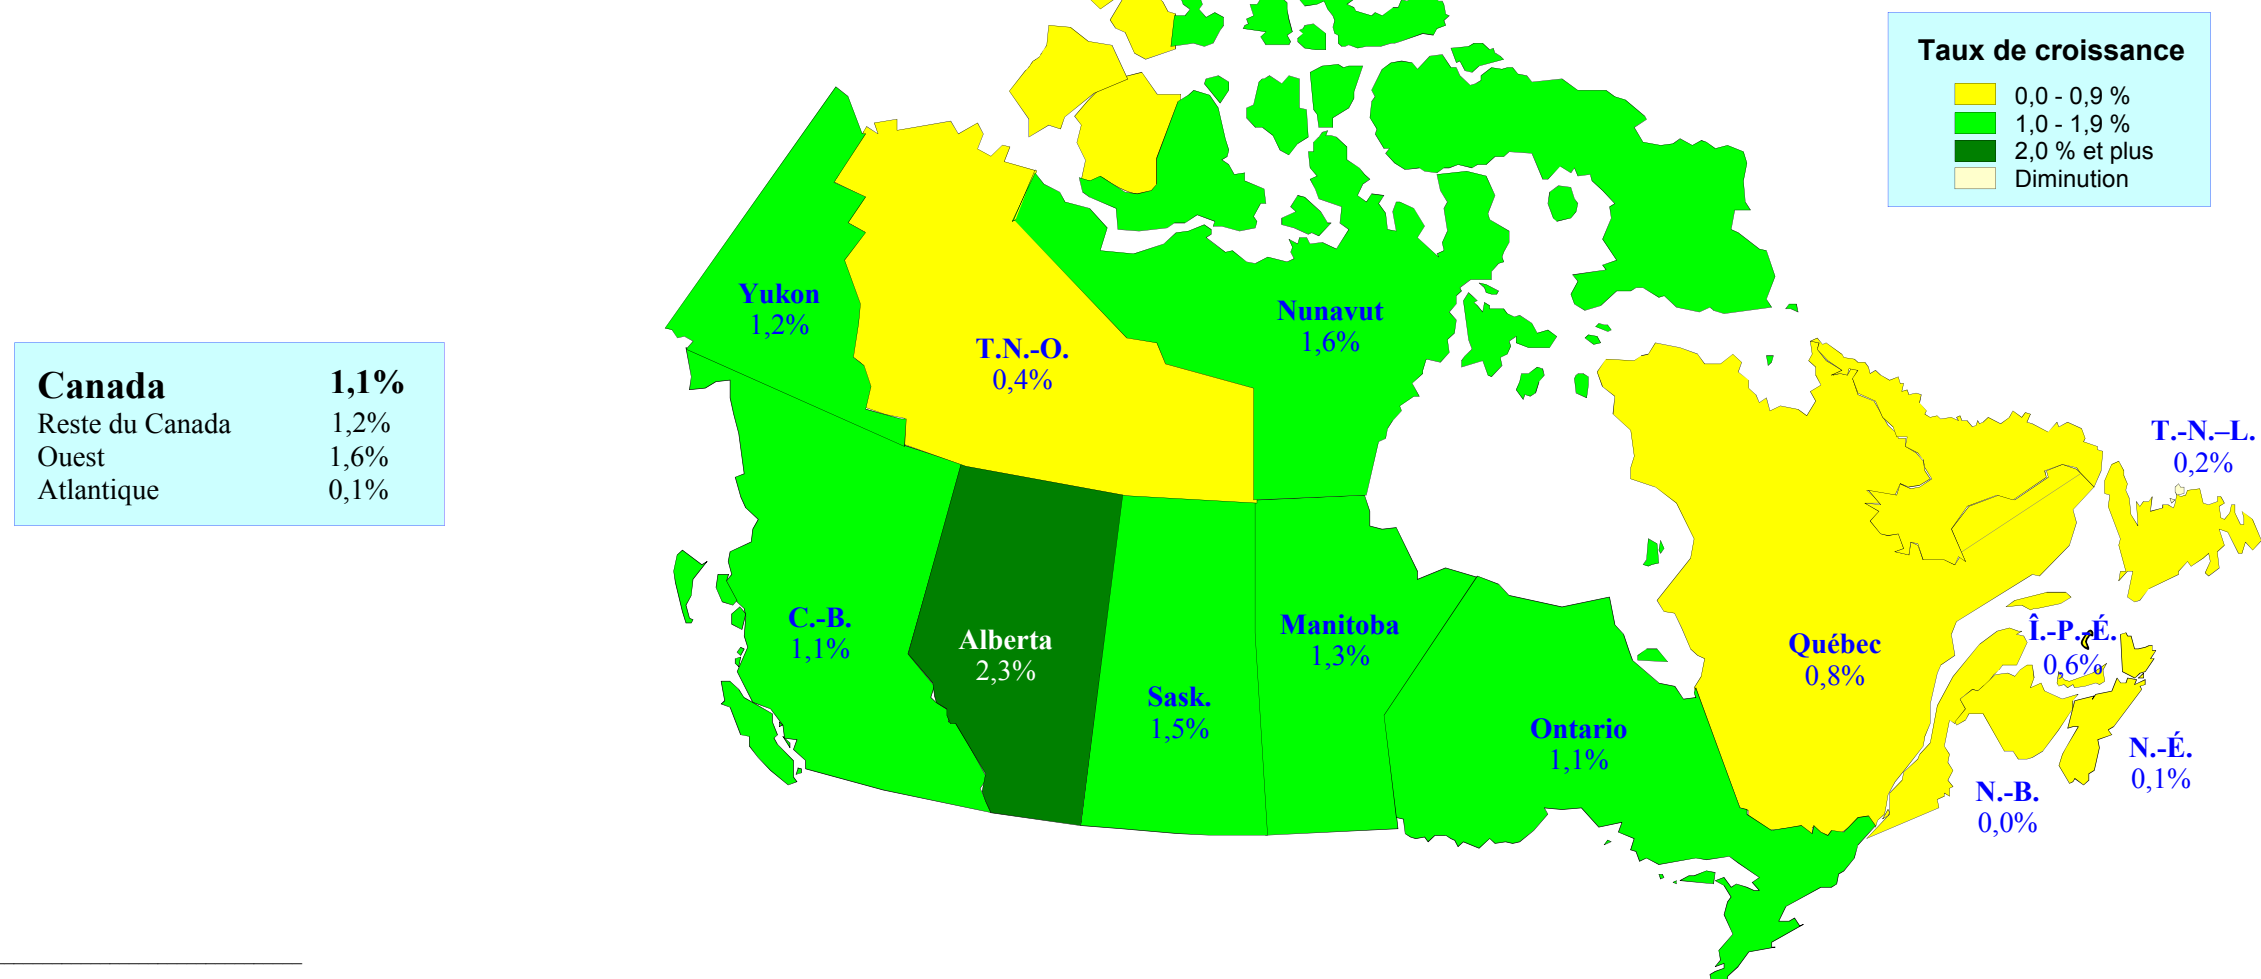 Taux de croissance
0,0 - 0,9 %
1,0 - 1,9 %
2,0 % et plus
Diminution
Canada 1,1%
Reste du Canada 1,2%
Ouest 1,6%
Atlantique 0,1%
Yukon
1,2%
T.N.-O.
0,4%
Nunavut
1,6%
C.-B.
1,1%
Alberta
2,3%
Sask.
1,5%
Manitoba
1,3%
Ontario
1,1%
Québec
0,8%
T.-N.–L.
0,2%
Î.-P.-É.
0,6%
N.-É.
0,1%
N.-B.
0,0%